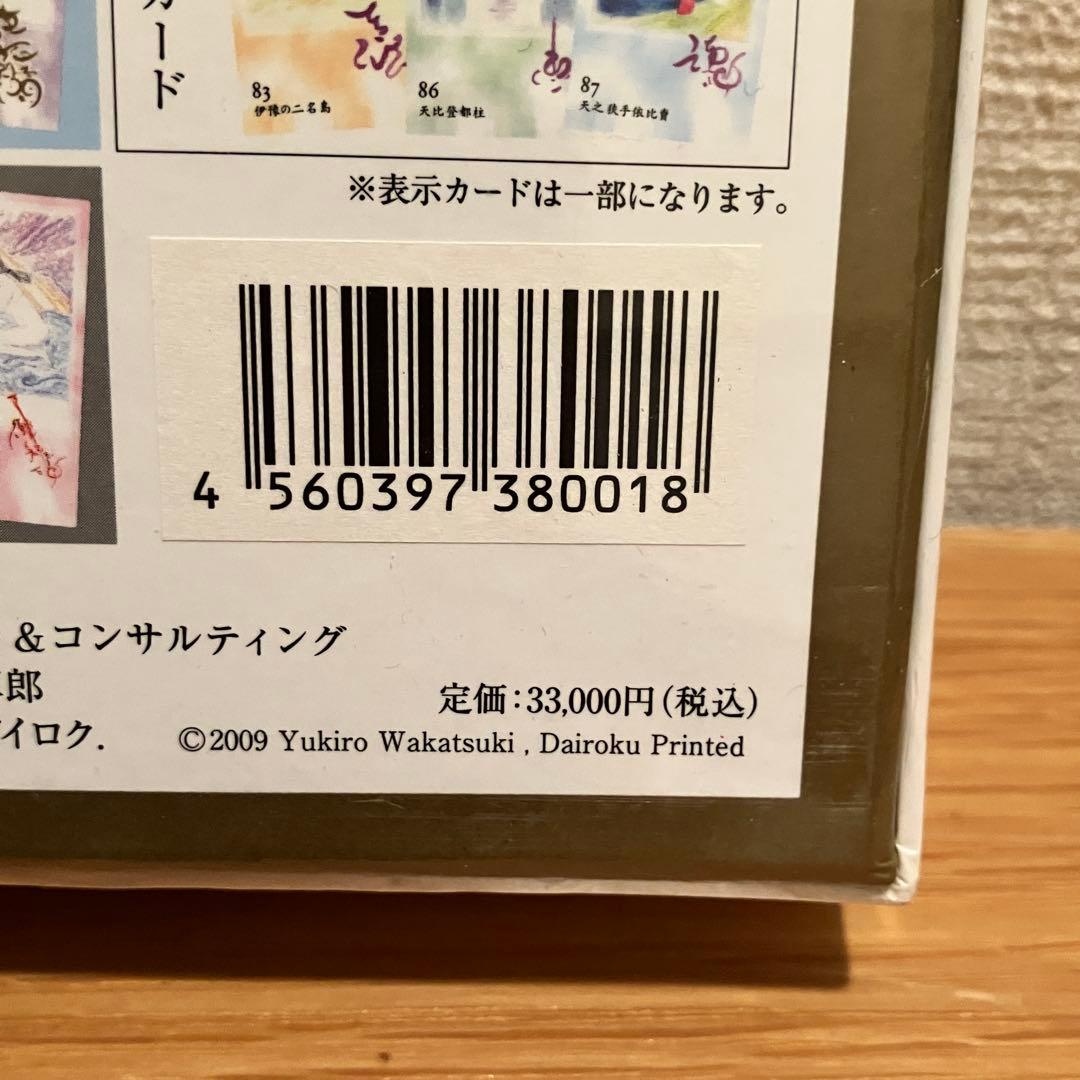 カード
83
伊豫の二名島
86
天比登都柱
87
天之狭手依比賣
※表示カードは一部になります。
4 560397 380018
&コンサルティング
郎
イロク.
定価：33,000円(税込)
©2009 Yukiro Wakatsuki , Dairoku Printed